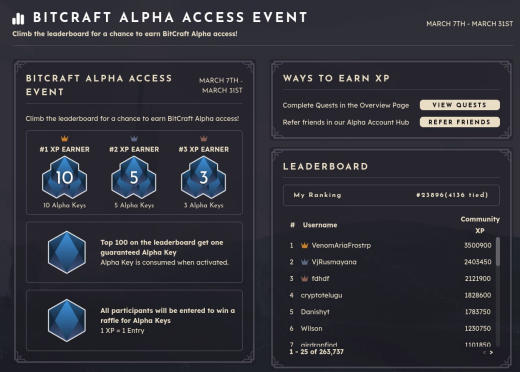 BITCRAFT ALPHA ACCESS EVENT
MARCH 7TH - MARCH 31ST
Climb the leaderboard for a chance to earn BitCraft Alpha access!
BITCRAFT ALPHA ACCESS
EVENT
MARCH 7TH -
MARCH 31ST
Climb the leaderboard for a chance to earn BitCraft Alpha access!
#1 XP EARNER
#2 XP EARNER
#3 XP EARNER
10
5
3
10 Alpha Keys
5 Alpha Keys
3 Alpha Keys
Top 100 on the leaderboard get one
guaranteed Alpha Key
Alpha Key is consumed when activated.
All participants will be entered to win a
raffle for Alpha Keys
1 XP = 1 Entry
WAYS TO EARN XP
Complete Quests in the Overview Page
VIEW QUESTS
Refer friends in our Alpha Account Hub
REFER FRIENDS
LEADERBOARD
My Ranking
#23896(4136 tied)
# Username
Community
XP
1 VenomAriaFrostrp 3500900
2 VjRusmayana 2403450
3 fdhdf 2121900
4 cryptotelugu 1828600
5 Danishyt 1783750
6 Wilson 1230750
7 airdropfind 1101850
1 - 25 of 263,737
< >